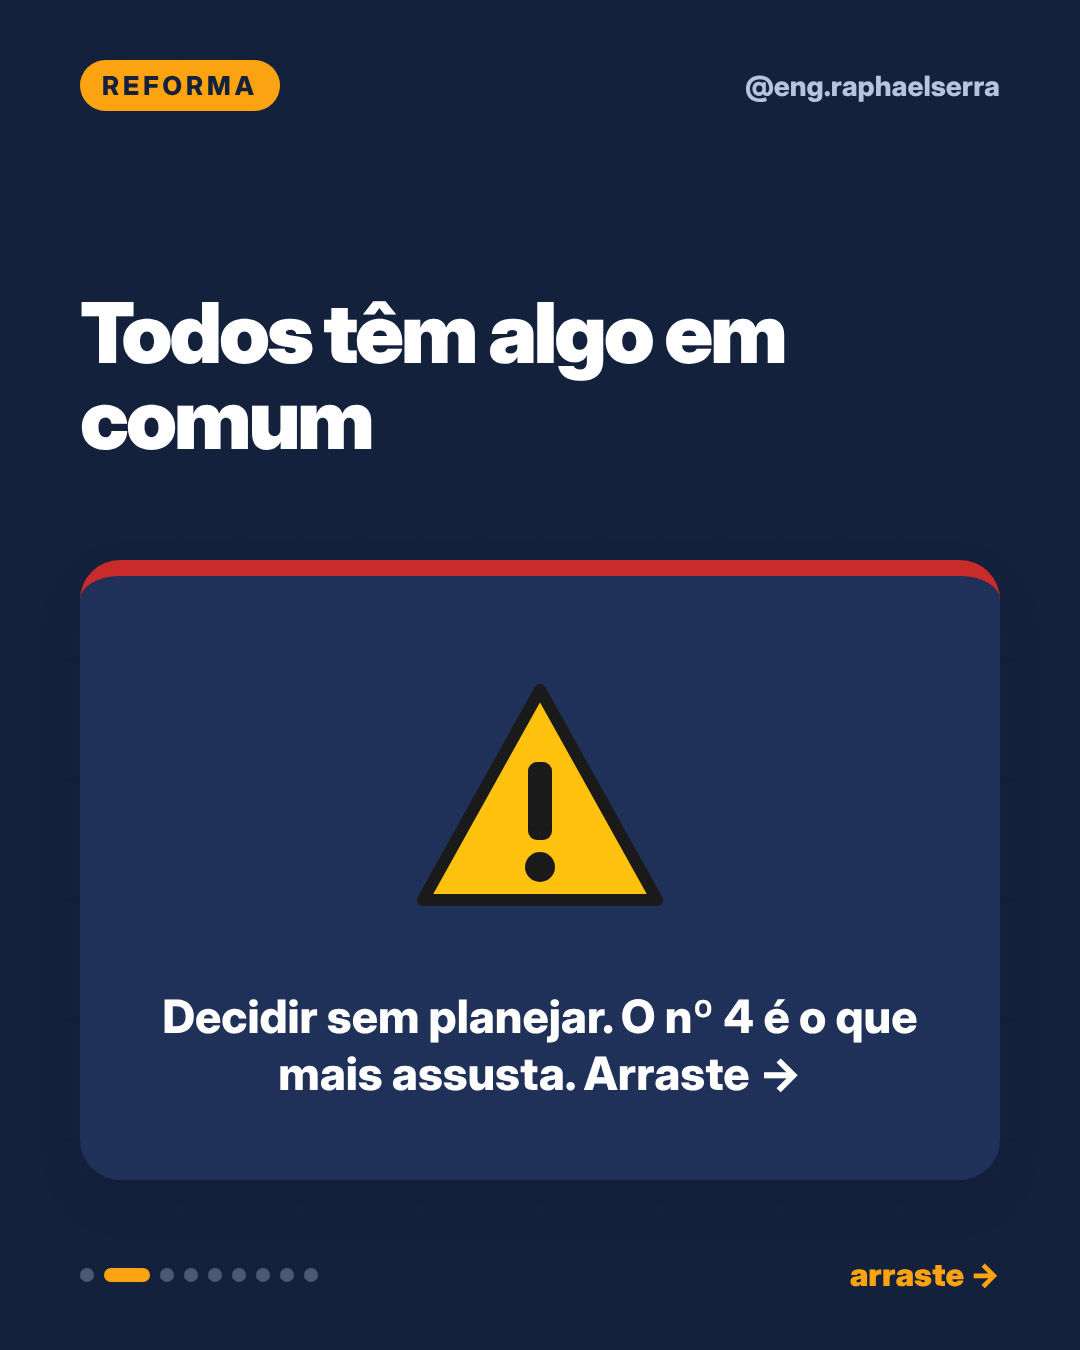 REFORMA
@eng.raphaelserra
Todos têm algo em
comum
Decidir sem planejar. O nº 4 é o que
mais assusta. Arraste →
arraste →